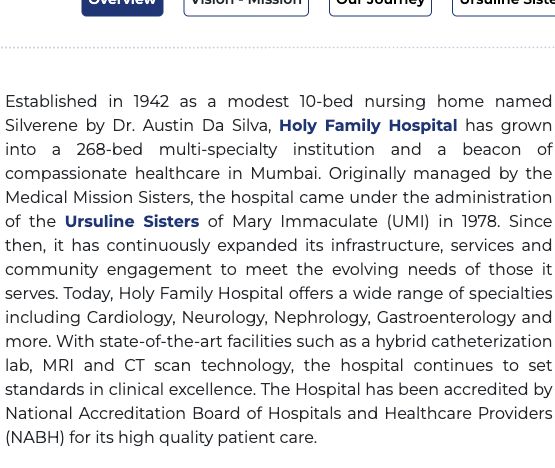 Overview Vision - Mission Our Journey Ursuline Siste
Established in 1942 as a modest 10-bed nursing home named
Silverene by Dr. Austin Da Silva, Holy Family Hospital has grown
into a 268-bed multi-specialty institution and a beacon of
compassionate healthcare in Mumbai. Originally managed by the
Medical Mission Sisters, the hospital came under the administration
of the Ursuline Sisters of Mary Immaculate (UMI) in 1978. Since
then, it has continuously expanded its infrastructure, services and
community engagement to meet the evolving needs of those it
serves. Today, Holy Family Hospital offers a wide range of specialties
including Cardiology, Neurology, Nephrology, Gastroenterology and
more. With state-of-the-art facilities such as a hybrid catheterization
lab, MRI and CT scan technology, the hospital continues to set
standards in clinical excellence. The Hospital has been accredited by
National Accreditation Board of Hospitals and Healthcare Providers
(NABH) for its high quality patient care.